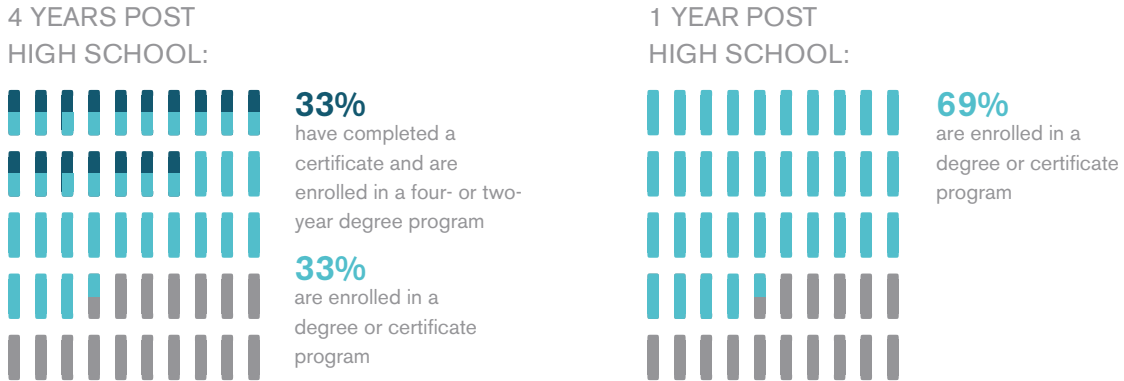 4 YEARS POST
HIGH SCHOOL:
33%
have completed a
certificate and are
enrolled in a four- or two-
year degree program
33%
are enrolled in a
degree or certificate
program
1 YEAR POST
HIGH SCHOOL:
69%
are enrolled in a
degree or certificate
program